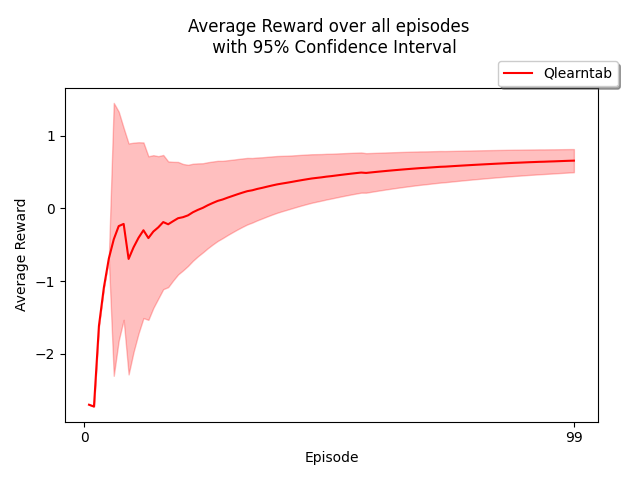 Average Reward over all episodes
with 95% Confidence Interval
Qlearntab
1
0
−1
−2
Average Reward
0
99
Episode